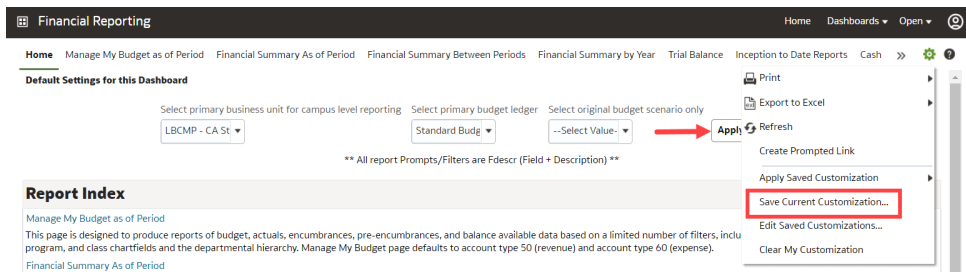 Financial Reporting
Home Dashboards Open
Home Manage My Budget as of Period Financial Summary As of Period Financial Summary Between Periods Financial Summary by Year Trial Balance Inception to Date Reports Cash »
Default Settings for this Dashboard
Select primary business unit for campus level reporting Select primary budget ledger Select original budget scenario only
LBCMP - CA St Standard Budg --Select Value- Apply
** All report Prompts/Filters are Fdescr (Field + Description) **
Print
Export to Excel
Refresh
Create Prompted Link
Apply Saved Customization
Save Current Customization...
Edit Saved Customizations...
Clear My Customization
Report Index
Manage My Budget as of Period
This page is designed to produce reports of budget, actuals, encumbrances, pre-encumbrances, and balance available data based on a limited number of filters, inclu
program, and class chartfields and the departmental hierarchy. Manage My Budget page defaults to account type 50 (revenue) and account type 60 (expense).
Financial Summary As of Period